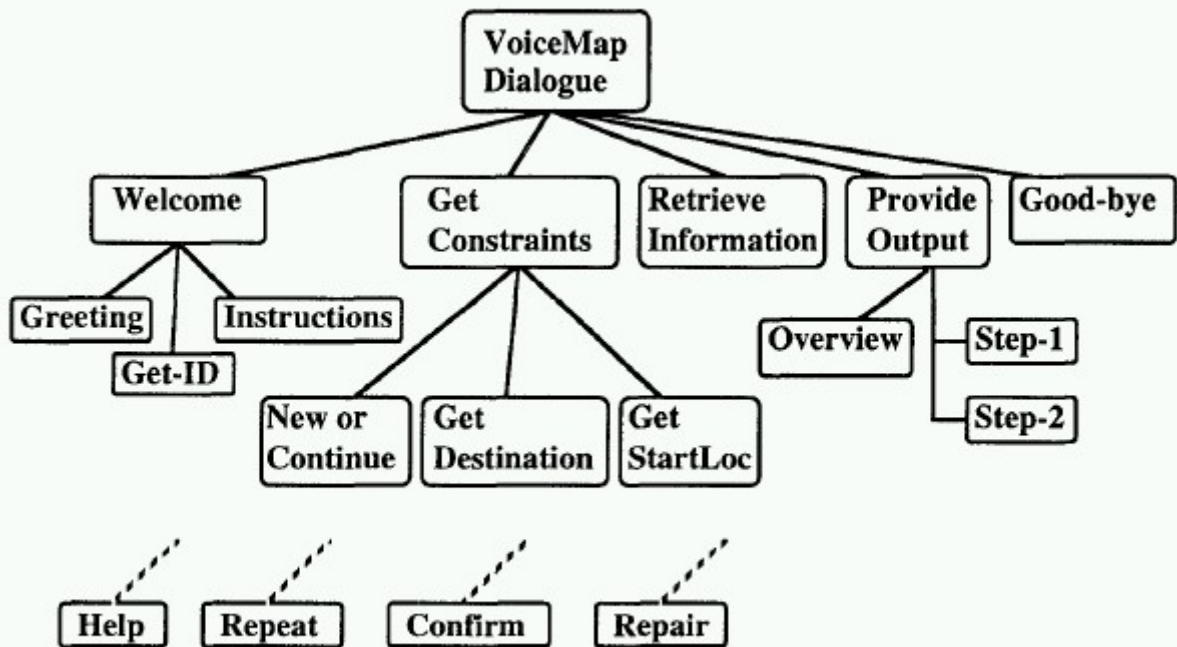 VoiceMap
Dialogue
Welcome
Get
Constraints
Retrieve
Information
Provide
Output
Good-bye
Greeting
Get-ID
Instructions
New or
Continue
Get
Destination
Get
StartLoc
Overview
Step-1
Step-2
Help
Repeat
Confirm
Repair